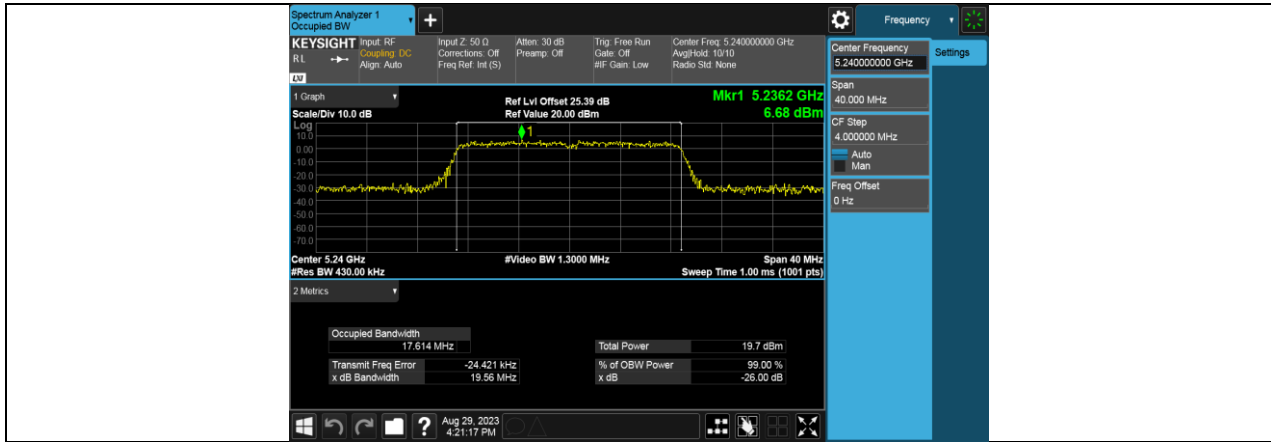 Spectrum Analyzer 1
Occupied BW
+
Frequency
KEYSIGHT
R L
LXI
Input: RF
Coupling: DC
Align: Auto
Input Z: 50 Ω
Corrections: Off
Freq Ref: Int (S)
Atten: 30 dB
Preamp: Off
Trig: Free Run
Gate: Off
#IF Gain: Low
Center Freq: 5.240000000 GHz
Avg|Hold: 10/10
Radio Std: None
Center Frequency
5.240000000 GHz
Settings
Span
40.000 MHz
CF Step
4.000000 MHz
Auto
Man
Freq Offset
0 Hz
1 Graph
Scale/Div 10.0 dB
Ref Lvl Offset 25.39 dB
Ref Value 20.00 dBm
Mkr1 5.2362 GHz
6.68 dBm
Log
10.0
0.00
-10.0
-20.0
-30.0
-40.0
-50.0
-60.0
-70.0
1
Center 5.24 GHz
#Res BW 430.00 kHz
#Video BW 1.3000 MHz
Span 40 MHz
Sweep Time 1.00 ms (1001 pts)
2 Metrics
Occupied Bandwidth
17.614 MHz
Total Power 19.7 dBm
Transmit Freq Error -24.421 kHz
% of OBW Power 99.00 %
x dB Bandwidth 19.56 MHz
x dB -26.00 dB
?
Aug 29, 2023
4:21:17 PM